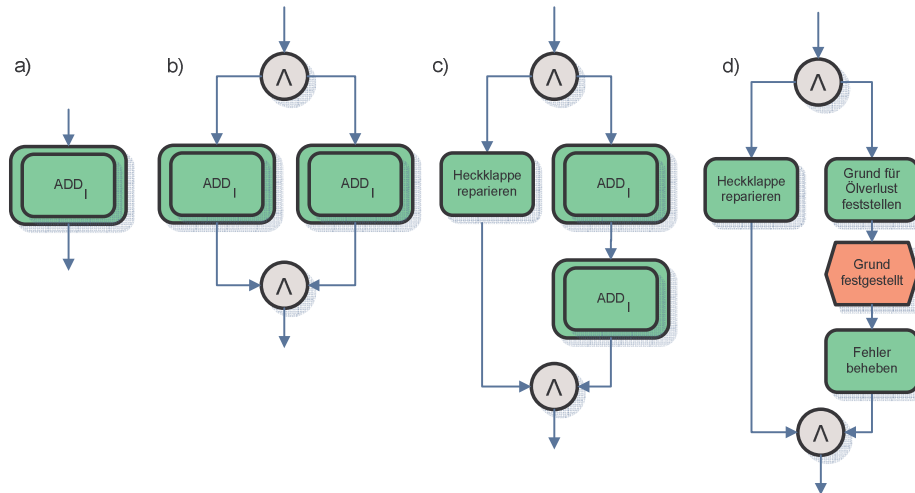 a)
ADD I
b)
Λ
ADD I
ADD I
Λ
c)
Λ
Heckklappe
reparieren
ADD I
ADD I
Λ
d)
Λ
Heckklappe
reparieren
Grund für
Ölverlust
feststellen
Grund
festgestellt
Fehler
beheben
Λ